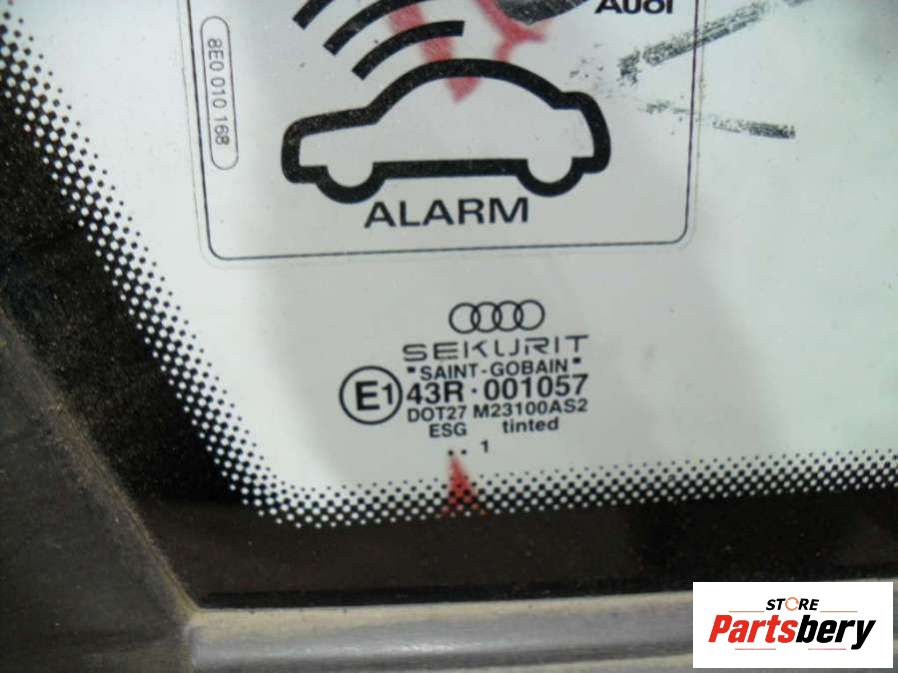 AUDI
8E0 010 168
ALARM
SEKURIT
"SAINT-GOBAIN"
E1 43R · 001057
DOT27 M23100AS2
ESG tinted
.. 1
STORE
Partsbery